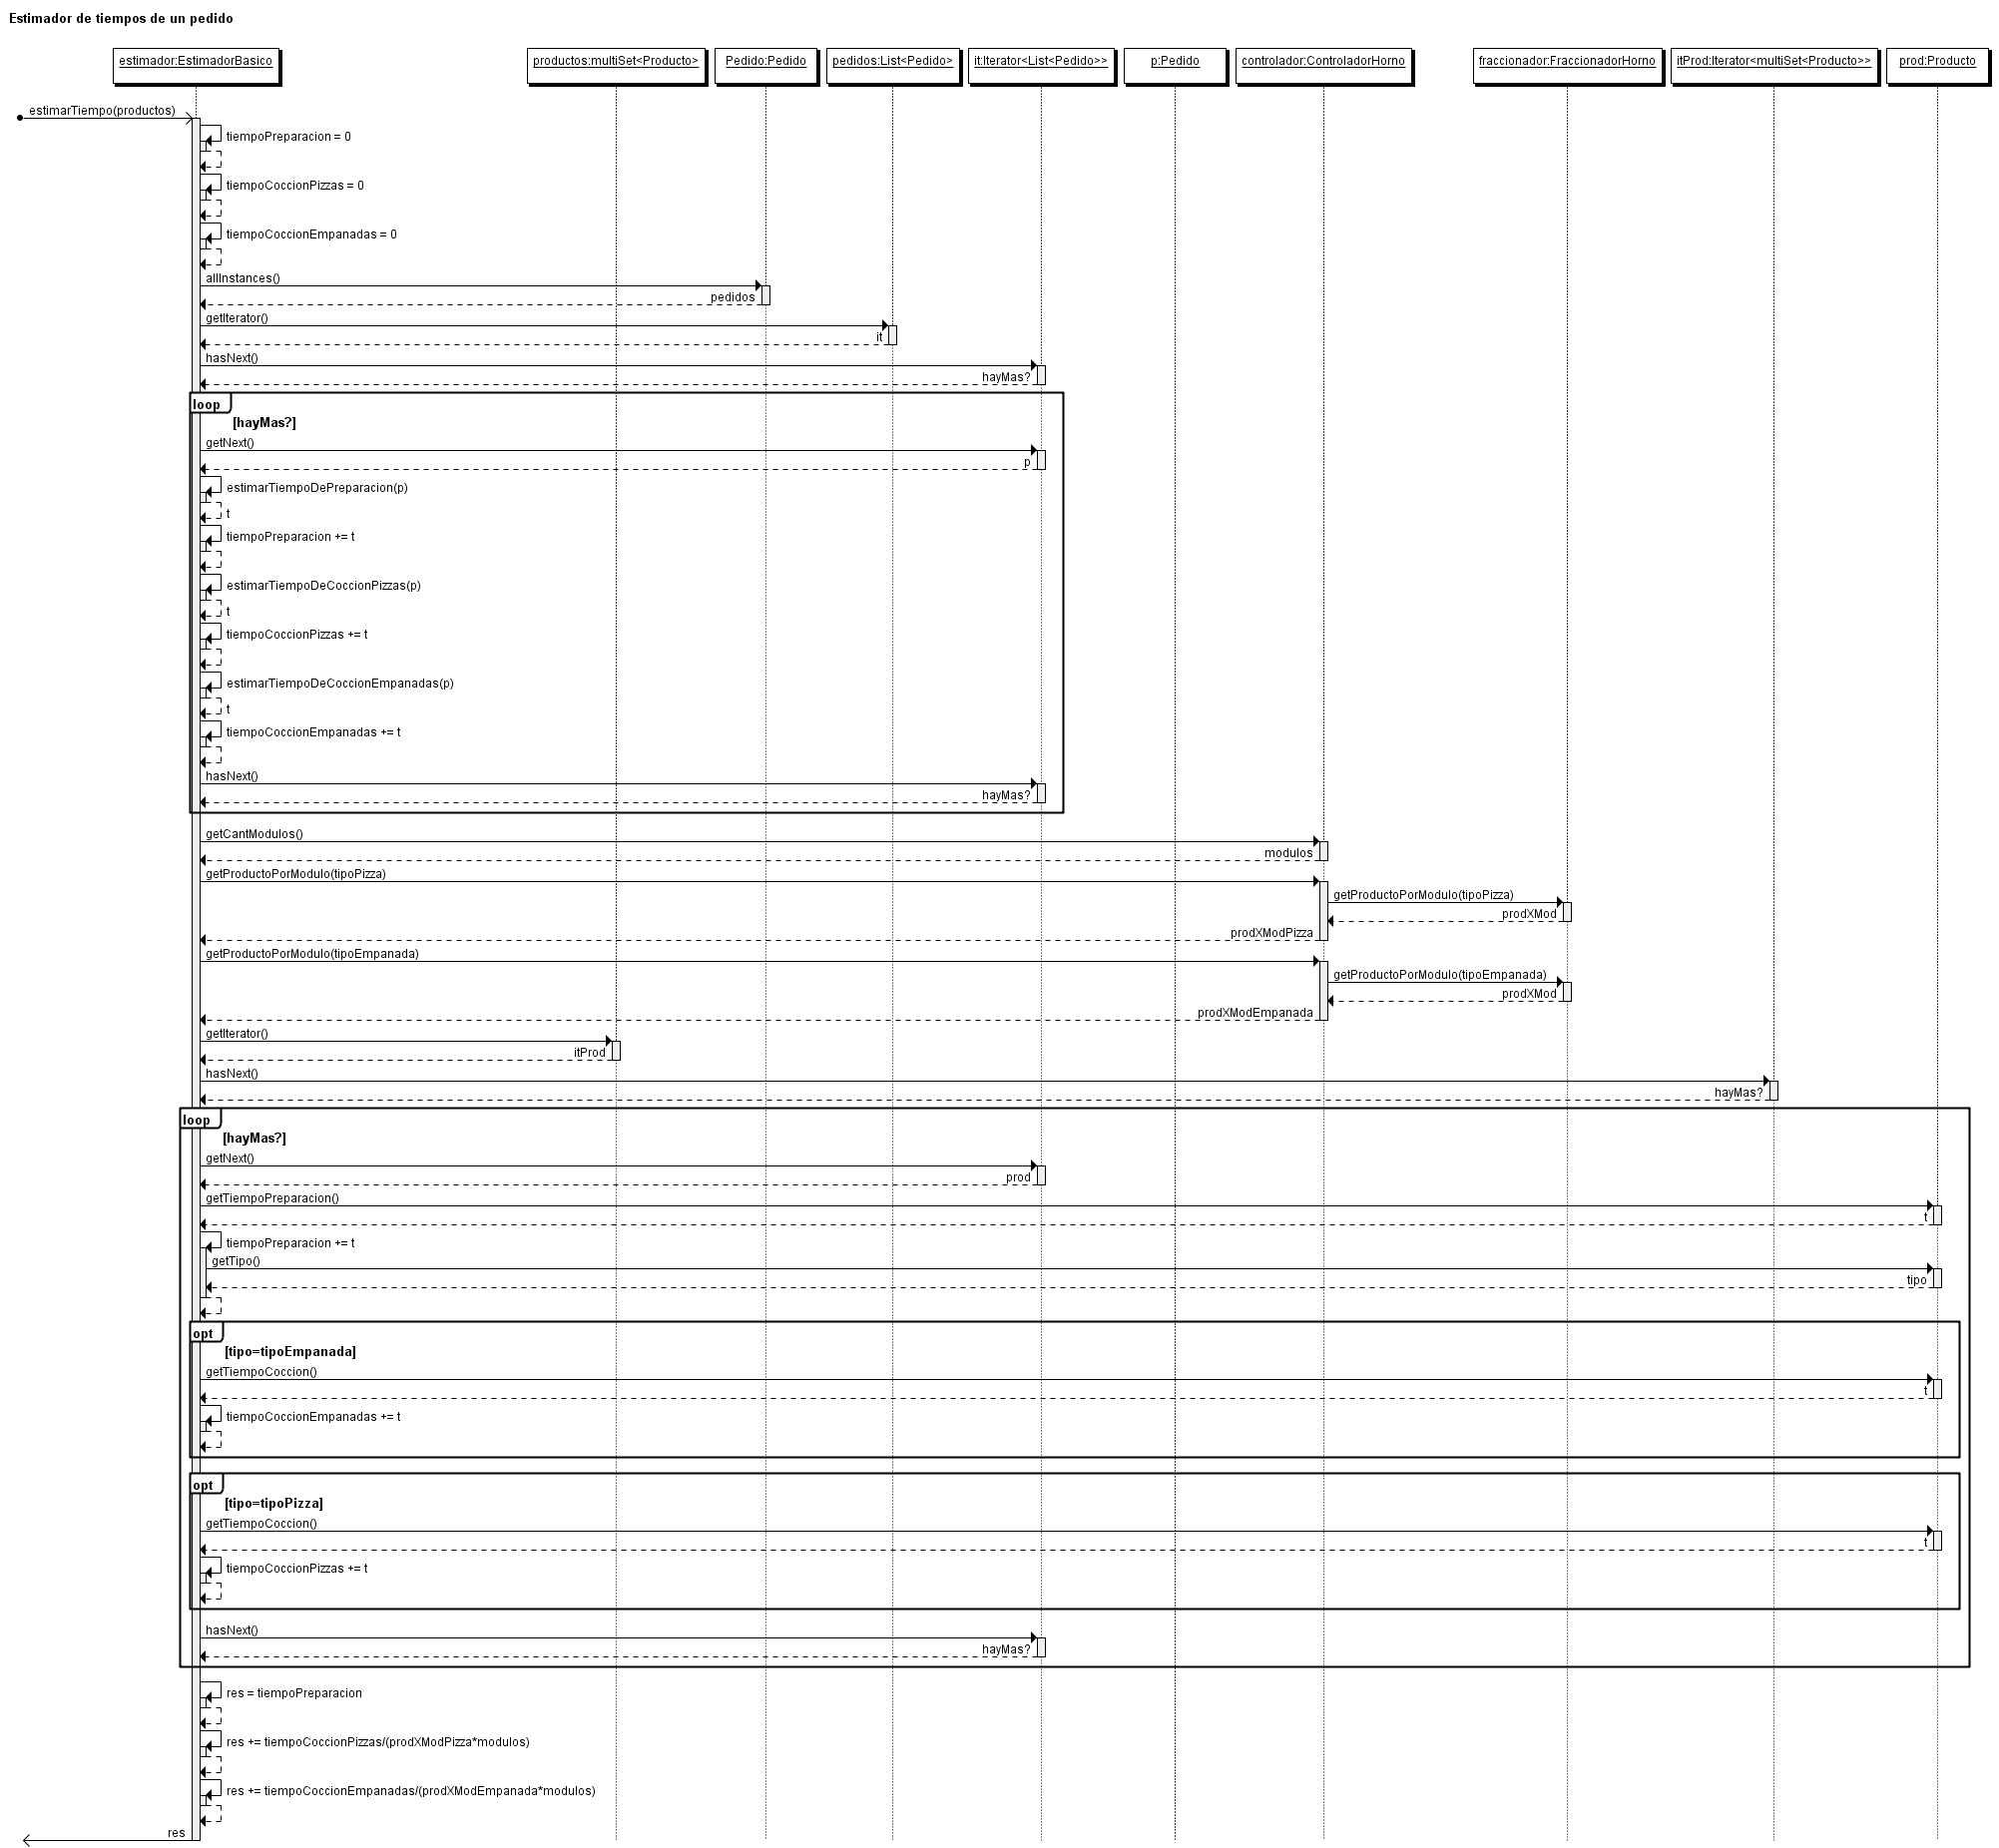 Estimador de tiempos de un pedido
estimador:EstimadorBasico
productos:multiSet<Producto>
Pedido:Pedido
pedidos:List<Pedido>
it:Iterator<List<Pedido>>
p:Pedido
controlador:ControladorHorno
fraccionador:FraccionadorHorno
itProd:Iterator<multiSet<Producto>>
prod:Producto
estimarTiempo(productos)
tiempoPreparacion = 0
tiempoCoccionPizzas = 0
tiempoCoccionEmpanadas = 0
allInstances()
pedidos
getIterator()
it
hasNext()
hayMas?
loop
[hayMas?]
getNext()
p
estimarTiempoDePreparacion(p)
t
tiempoPreparacion += t
estimarTiempoDeCoccionPizzas(p)
t
tiempoCoccionPizzas += t
estimarTiempoDeCoccionEmpanadas(p)
t
tiempoCoccionEmpanadas += t
hasNext()
hayMas?
getCantModulos()
modulos
getProductoPorModulo(tipoPizza)
getProductoPorModulo(tipoPizza)
prodXMod
prodXModPizza
getProductoPorModulo(tipoEmpanada)
getProductoPorModulo(tipoEmpanada)
prodXMod
prodXModEmpanada
getIterator()
itProd
hasNext()
hayMas?
loop
[hayMas?]
getNext()
prod
getTiempoPreparacion()
t
tiempoPreparacion += t
getTipo()
tipo
opt
[tipo=tipoEmpanada]
getTiempoCoccion()
t
tiempoCoccionEmpanadas += t
opt
[tipo=tipoPizza]
getTiempoCoccion()
t
tiempoCoccionPizzas += t
hasNext()
hayMas?
res = tiempoPreparacion
res += tiempoCoccionPizzas/(prodXModPizza*modulos)
res += tiempoCoccionEmpanadas/(prodXModEmpanada*modulos)
res